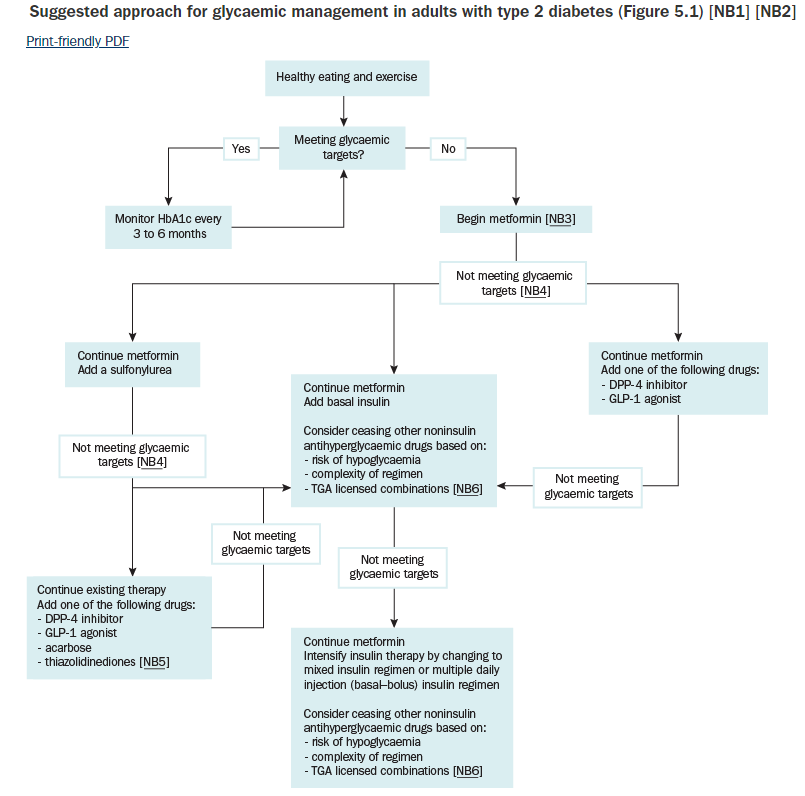 Suggested approach for glycaemic management in adults with type 2 diabetes (Figure 5.1) [NB1] [NB2]
Print-friendly PDF
Healthy eating and exercise
Meeting glycaemic
targets?
Yes
No
Monitor HbA1c every
3 to 6 months
Begin metformin [NB3]
Not meeting glycaemic
targets [NB4]
Continue metformin
Add a sulfonylurea
Continue metformin
Add basal insulin
Consider ceasing other noninsulin
antihyperglycaemic drugs based on:
- risk of hypoglycaemia
- complexity of regimen
- TGA licensed combinations [NB6]
Continue metformin
Add one of the following drugs:
- DPP-4 inhibitor
- GLP-1 agonist
Not meeting glycaemic
targets [NB4]
Not meeting
glycaemic targets
Not meeting
glycaemic targets
Not meeting
glycaemic targets
Continue existing therapy
Add one of the following drugs:
- DPP-4 inhibitor
- GLP-1 agonist
- acarbose
- thiazolidinediones [NB5]
Continue metformin
Intensify insulin therapy by changing to
mixed insulin regimen or multiple daily
injection (basal–bolus) insulin regimen
Consider ceasing other noninsulin
antihyperglycaemic drugs based on:
- risk of hypoglycaemia
- complexity of regimen
- TGA licensed combinations [NB6]